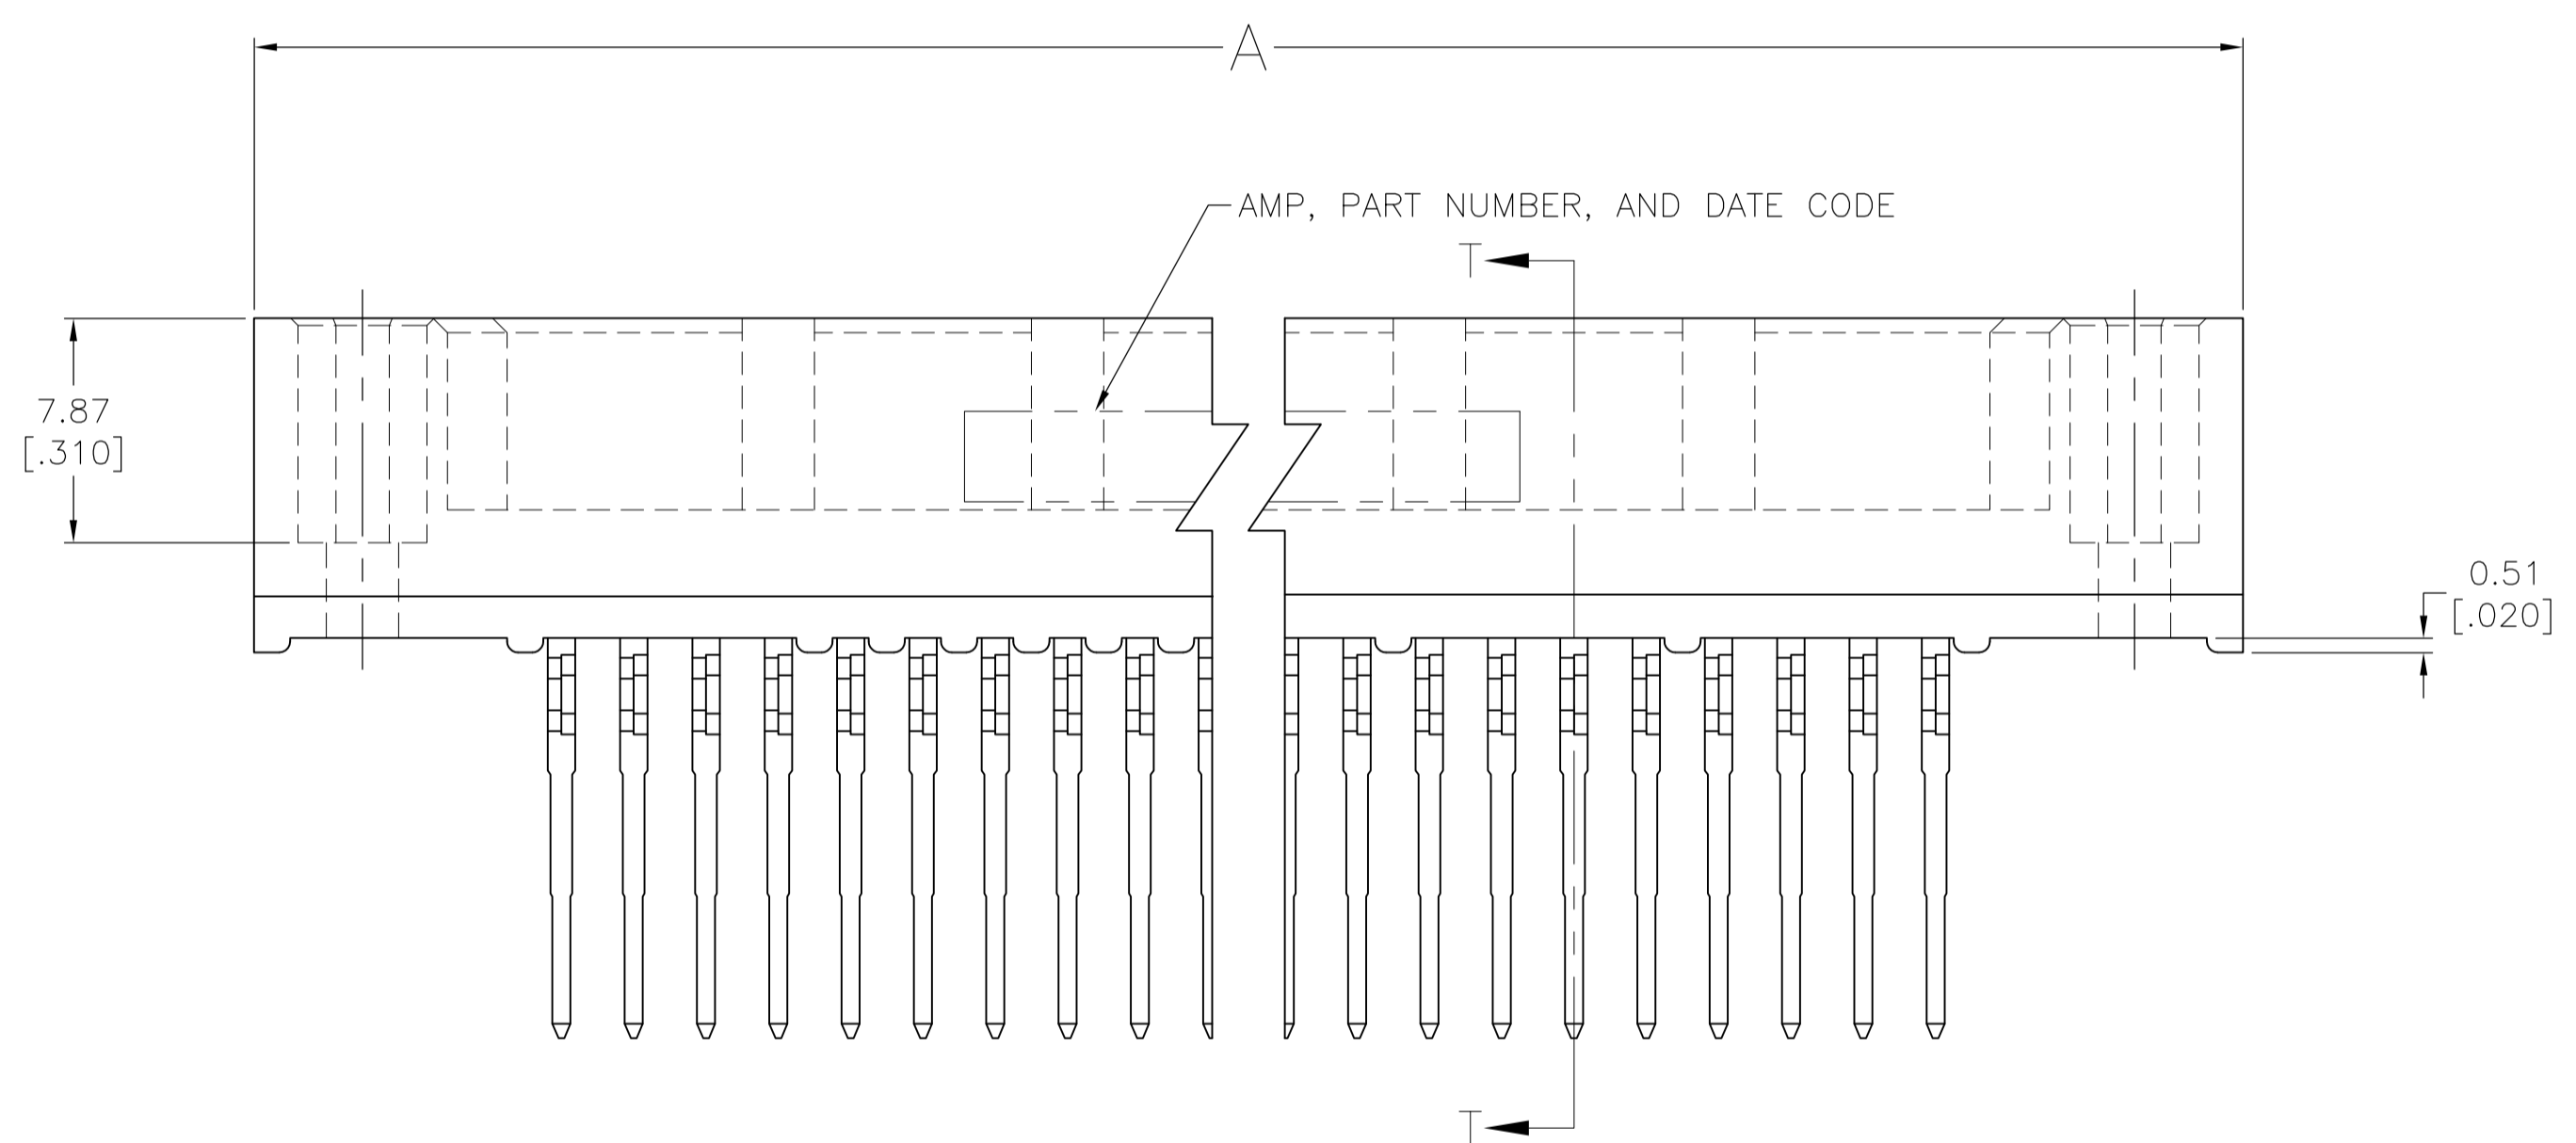 A
AMP, PART NUMBER, AND DATE CODE
T
7.87
[.310]
0.51
[.020]
T